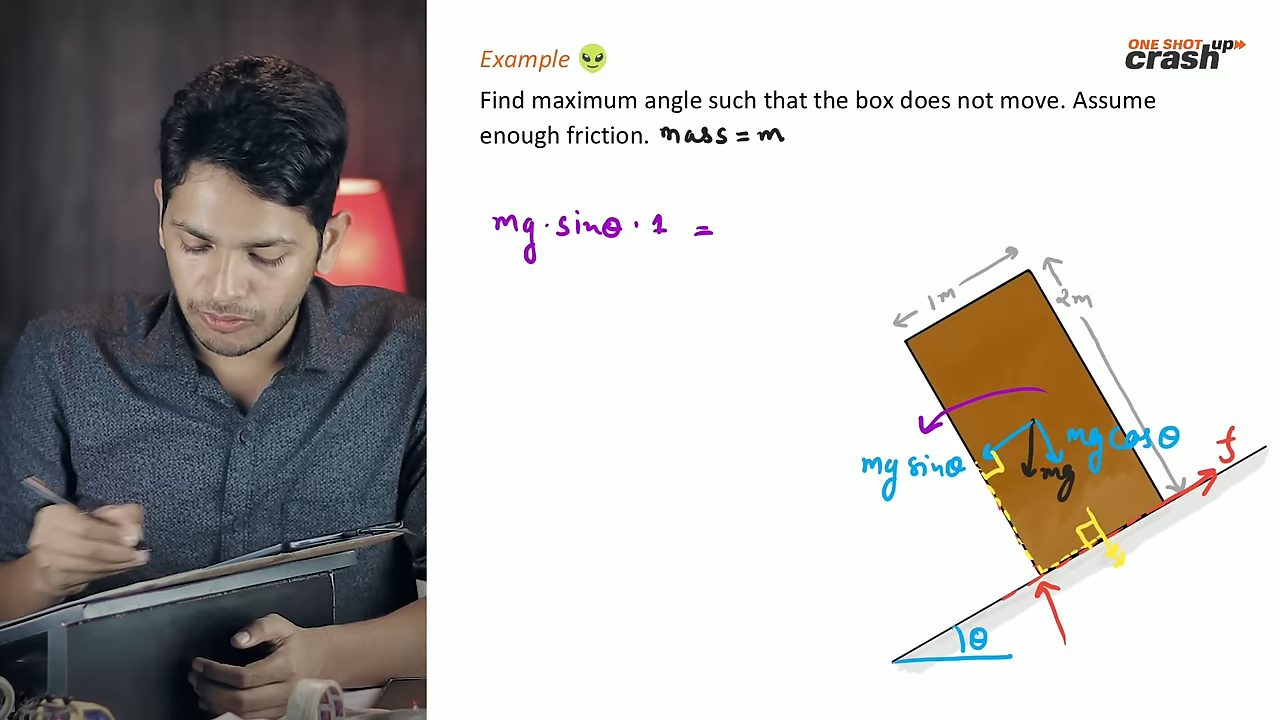 Example
ONE SHOT
crash up
Find maximum angle such that the box does not move. Assume
enough friction. mass = m
mg·sinθ·1 =
1m
2m
mg cosθ
f
mg sinθ
mg
θ